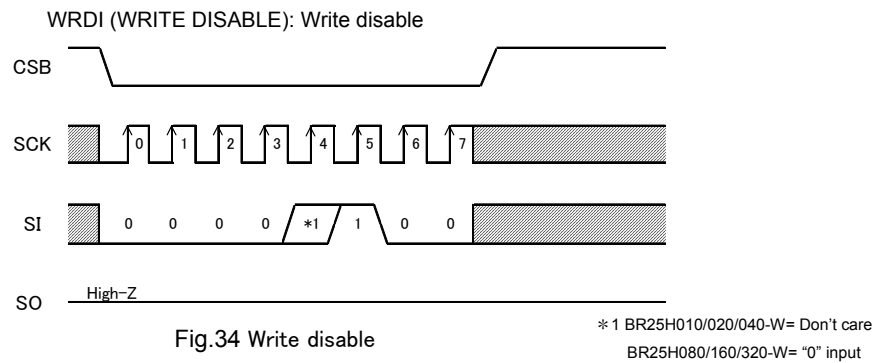 WRDI (WRITE DISABLE): Write disable
CSB
SCK 0 1 2 3 4 5 6 7
SI 0 0 0 0 *1 1 0 0
SO High-Z
Fig.34 Write disable
＊1 BR25H010/020/040-W= Don't care
BR25H080/160/320-W= “0” input